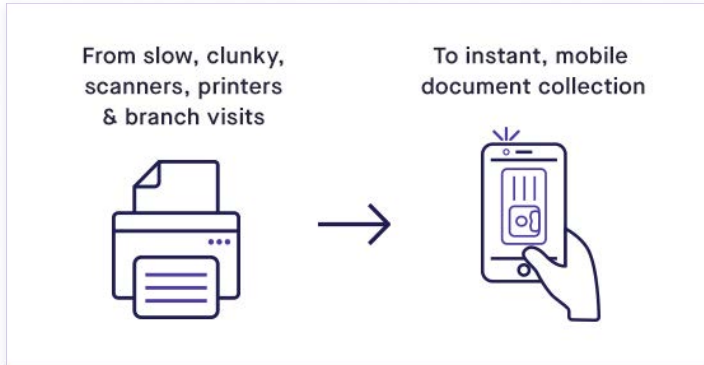 From slow, clunky,
scanners, printers
& branch visits
To instant, mobile
document collection